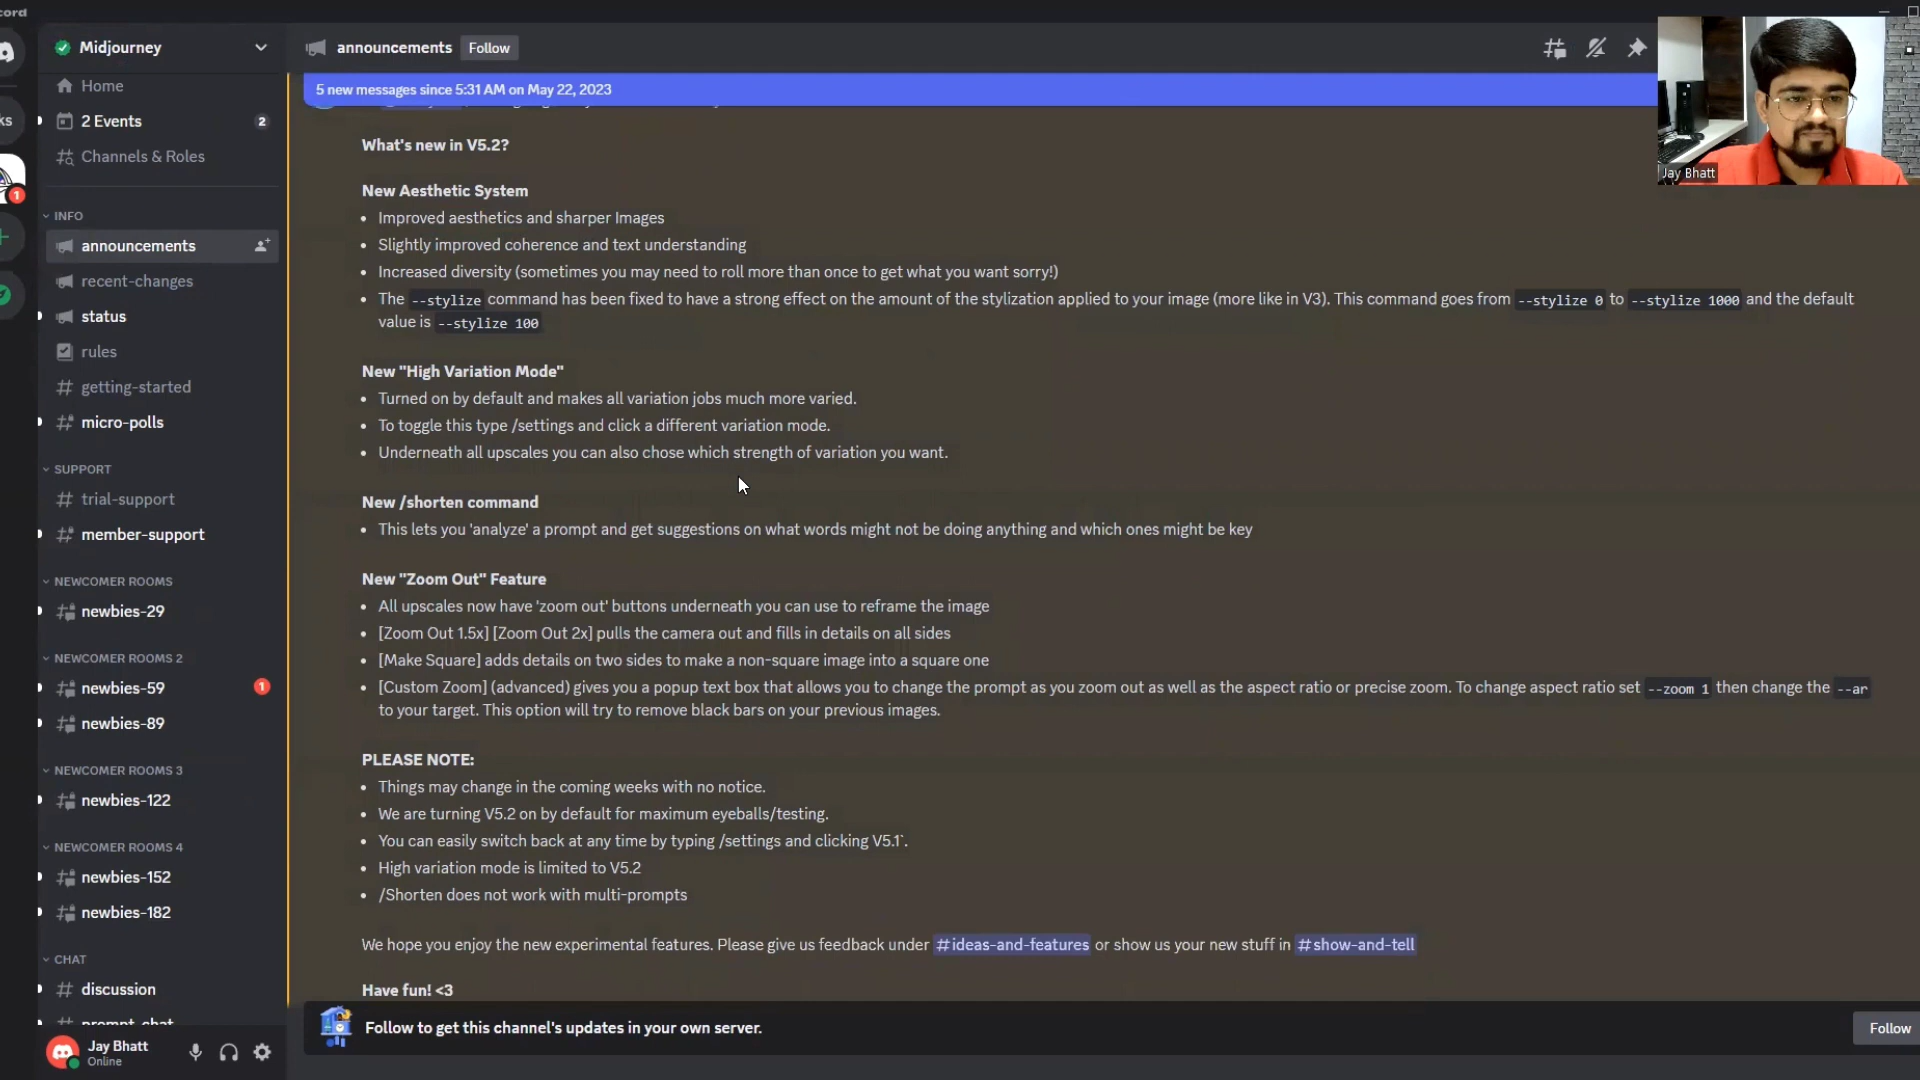 cord
Midjourney
Home
2 Events
2
Channels & Roles
INFO
announcements
recent-changes
status
rules
getting-started
micro-polls
SUPPORT
trial-support
member-support
NEWCOMER ROOMS
newbies-29
NEWCOMER ROOMS 2
newbies-59
1
newbies-89
NEWCOMER ROOMS 3
newbies-122
NEWCOMER ROOMS 4
newbies-152
newbies-182
CHAT
discussion
prompt-chat
Jay Bhatt
Online
ks
1
announcements
Follow
5 new messages since 5:31 AM on May 22, 2023
What's new in V5.2?
New Aesthetic System
• Improved aesthetics and sharper Images
• Slightly improved coherence and text understanding
• Increased diversity (sometimes you may need to roll more than once to get what you want sorry!)
• The --stylize command has been fixed to have a strong effect on the amount of the stylization applied to your image (more like in V3). This command goes from --stylize 0 to --stylize 1000 and the default
value is --stylize 100
New "High Variation Mode"
• Turned on by default and makes all variation jobs much more varied.
• To toggle this type /settings and click a different variation mode.
• Underneath all upscales you can also chose which strength of variation you want.
New /shorten command
• This lets you 'analyze' a prompt and get suggestions on what words might not be doing anything and which ones might be key
New "Zoom Out" Feature
• All upscales now have 'zoom out' buttons underneath you can use to reframe the image
• [Zoom Out 1.5x] [Zoom Out 2x] pulls the camera out and fills in details on all sides
• [Make Square] adds details on two sides to make a non-square image into a square one
• [Custom Zoom] (advanced) gives you a popup text box that allows you to change the prompt as you zoom out as well as the aspect ratio or precise zoom. To change aspect ratio set --zoom 1 then change the --ar
to your target. This option will try to remove black bars on your previous images.
PLEASE NOTE:
• Things may change in the coming weeks with no notice.
• We are turning V5.2 on by default for maximum eyeballs/testing.
• You can easily switch back at any time by typing /settings and clicking V5.1`.
• High variation mode is limited to V5.2
• /Shorten does not work with multi-prompts
We hope you enjoy the new experimental features. Please give us feedback under #ideas-and-features or show us your new stuff in #show-and-tell
Have fun! <3
Follow to get this channel's updates in your own server.
Follow
Jay Bhatt